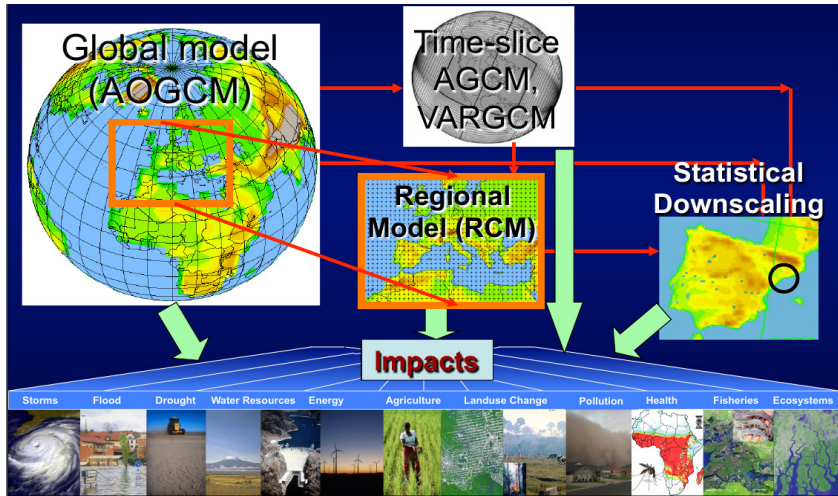 Global model
(AOGCM)
Time-slice
AGCM,
VARGCM
Regional
Model (RCM)
Statistical
Downscaling
Impacts
Storms
Flood
Drought
Water Resources
Energy
Agriculture
Landuse Change
Pollution
Health
Fisheries
Ecosystems